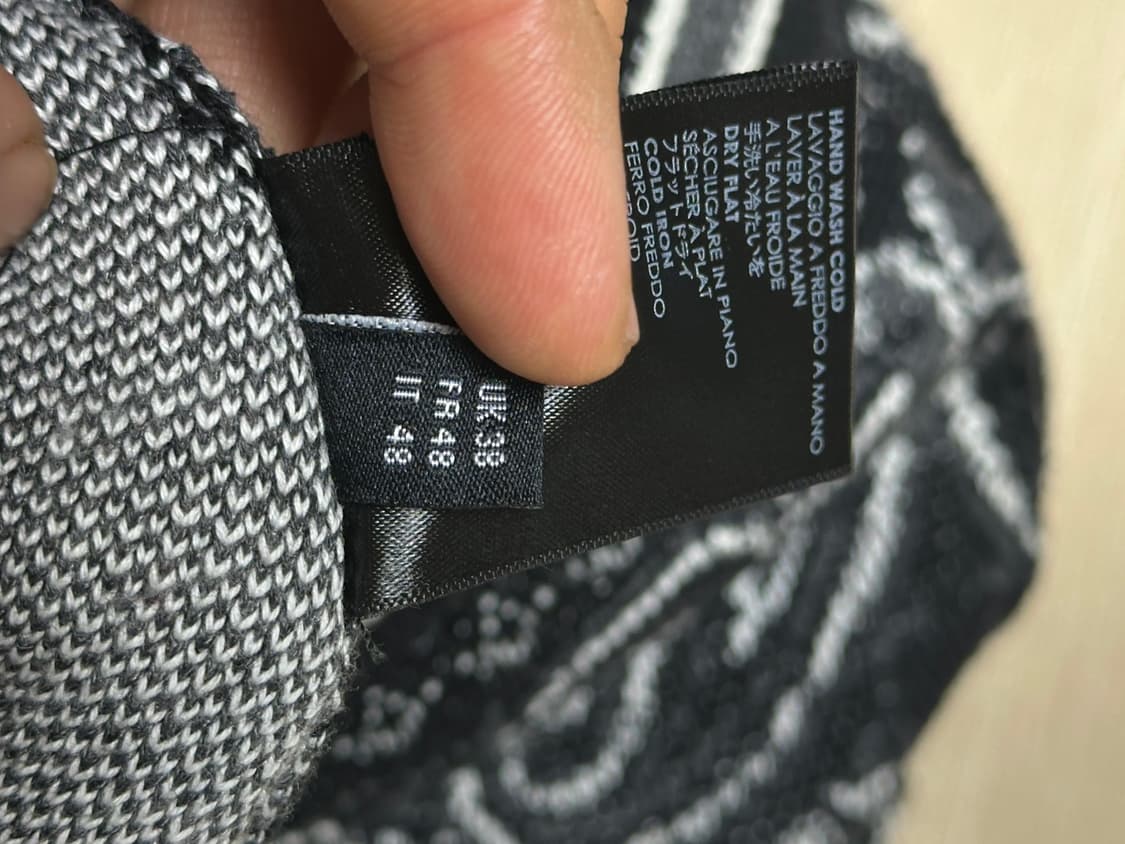 HAND WASH COLD
LAVAGGIO A FREDDO A MANO
LAVER À LA MAIN
A L'EAU FROIDE
手洗い冷たいを
DRY FLAT
ASCIUGARE IN PIANO
SÉCHER À PLAT
フラットドライ
COLD IRON
FERRO FREDDO
FROID
UK 38
FR 48
IT 48